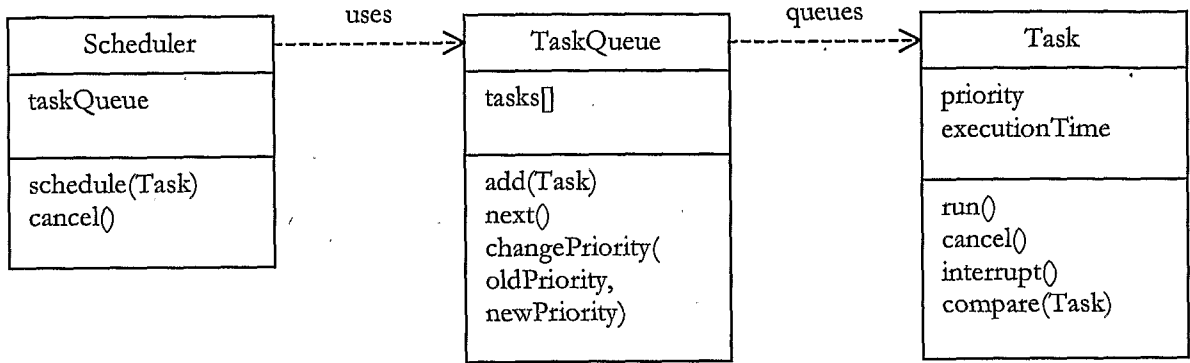 uses
queues
Scheduler
taskQueue
schedule(Task)
cancel()
TaskQueue
tasks[]
add(Task)
next()
changePriority(
oldPriority,
newPriority)
Task
priority
executionTime
run()
cancel()
interrupt()
compare(Task)